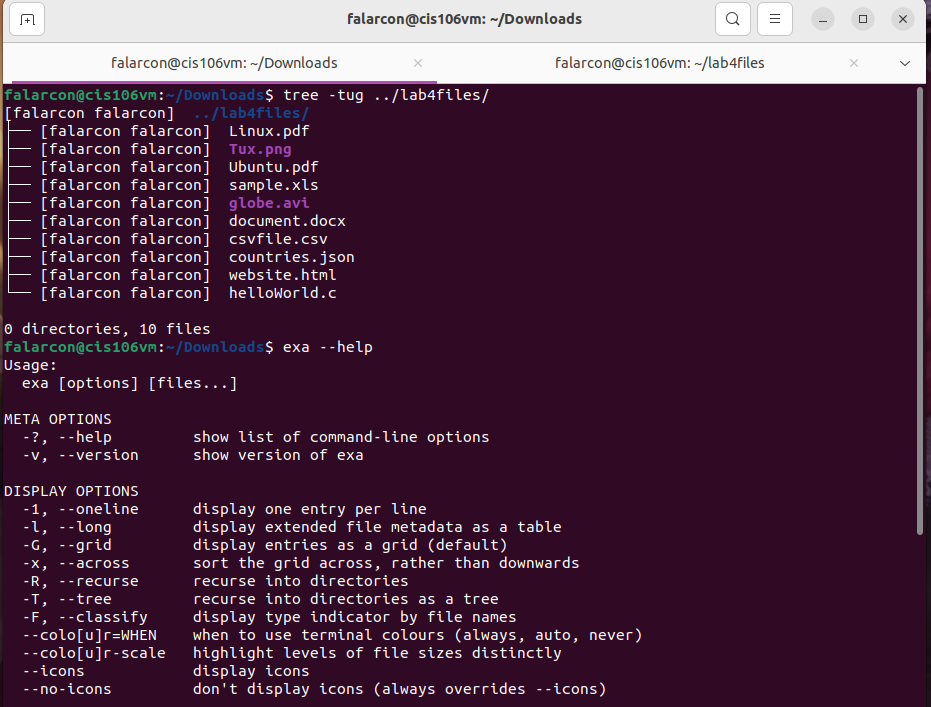 falarcon@cis106vm: ~/Downloads
falarcon@cis106vm: ~/Downloads
falarcon@cis106vm: ~/lab4files
falarcon@cis106vm:~/Downloads$ tree -tug ../lab4files/
[falarcon falarcon]  ../lab4files/
├── [falarcon falarcon]  Linux.pdf
├── [falarcon falarcon]  Tux.png
├── [falarcon falarcon]  Ubuntu.pdf
├── [falarcon falarcon]  sample.xls
├── [falarcon falarcon]  globe.avi
├── [falarcon falarcon]  document.docx
├── [falarcon falarcon]  csvfile.csv
├── [falarcon falarcon]  countries.json
├── [falarcon falarcon]  website.html
└── [falarcon falarcon]  helloWorld.c
0 directories, 10 files
falarcon@cis106vm:~/Downloads$ exa --help
Usage:
  exa [options] [files...]
META OPTIONS
  -?, --help         show list of command-line options
  -v, --version      show version of exa
DISPLAY OPTIONS
  -1, --oneline      display one entry per line
  -l, --long         display extended file metadata as a table
  -G, --grid         display entries as a grid (default)
  -x, --across       sort the grid across, rather than downwards
  -R, --recurse      recurse into directories
  -T, --tree         recurse into directories as a tree
  -F, --classify     display type indicator by file names
  --colo[u]r=WHEN    when to use terminal colours (always, auto, never)
  --colo[u]r-scale   highlight levels of file sizes distinctly
  --icons            display icons
  --no-icons         don't display icons (always overrides --icons)